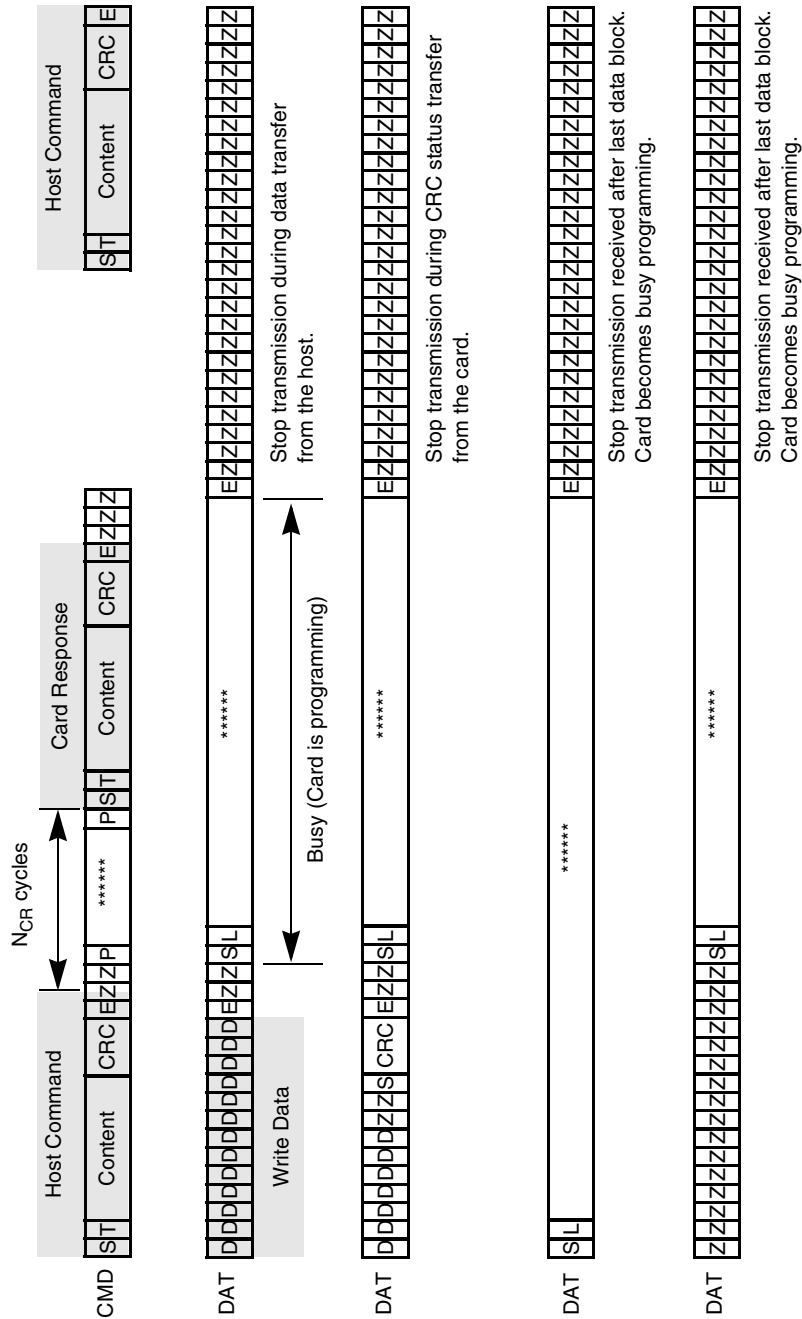 N_CR cycles
Host Command Card Response Host Command
CMD S T Content CRC E Z Z P ****** P S T Content CRC E Z Z Z S T Content CRC E
DAT D D D D D D D D D D D D D E Z Z S L ****** E Z Z Z Z Z Z Z Z Z Z Z Z Z Z Z Z Z Z Z Z Z Z Z Z Z Z
Write Data
Busy (Card is programming)
Stop transmission during data transfer
from the host.
DAT D D D D D D D Z Z S CRC E Z Z S L ****** E Z Z Z Z Z Z Z Z Z Z Z Z Z Z Z Z Z Z Z Z Z Z Z Z Z Z
Stop transmission during CRC status transfer
from the card.
DAT S L ****** E Z Z Z Z Z Z Z Z Z Z Z Z Z Z Z Z Z Z Z Z Z Z Z Z Z Z
Stop transmission received after last data block.
Card becomes busy programming.
DAT Z Z Z Z Z Z Z Z Z Z Z Z Z Z Z Z S L ****** E Z Z Z Z Z Z Z Z Z Z Z Z Z Z Z Z Z Z Z Z Z Z Z Z Z Z
Stop transmission received after last data block.
Card becomes busy programming.